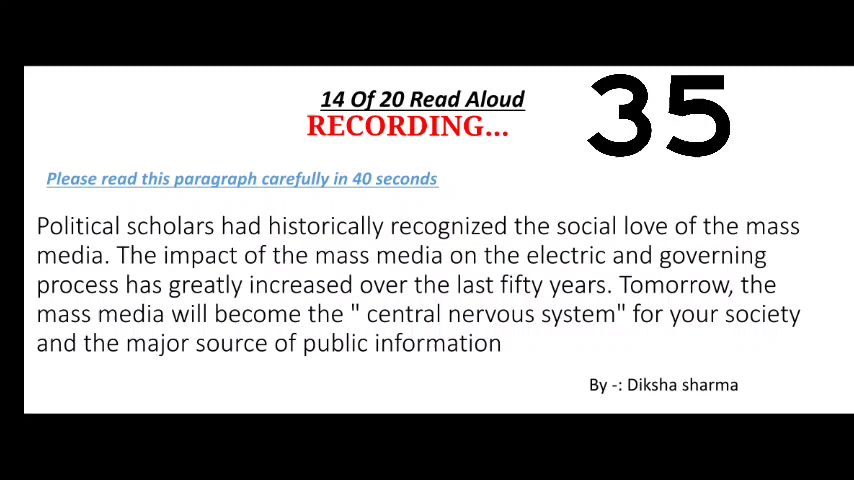 14 Of 20 Read Aloud
35
RECORDING...
Please read this paragraph carefully in 40 seconds
Political scholars had historically recognized the social love of the mass
media. The impact of the mass media on the electric and governing
process has greatly increased over the last fifty years. Tomorrow, the
mass media will become the " central nervous system" for your society
and the major source of public information
By -: Diksha sharma